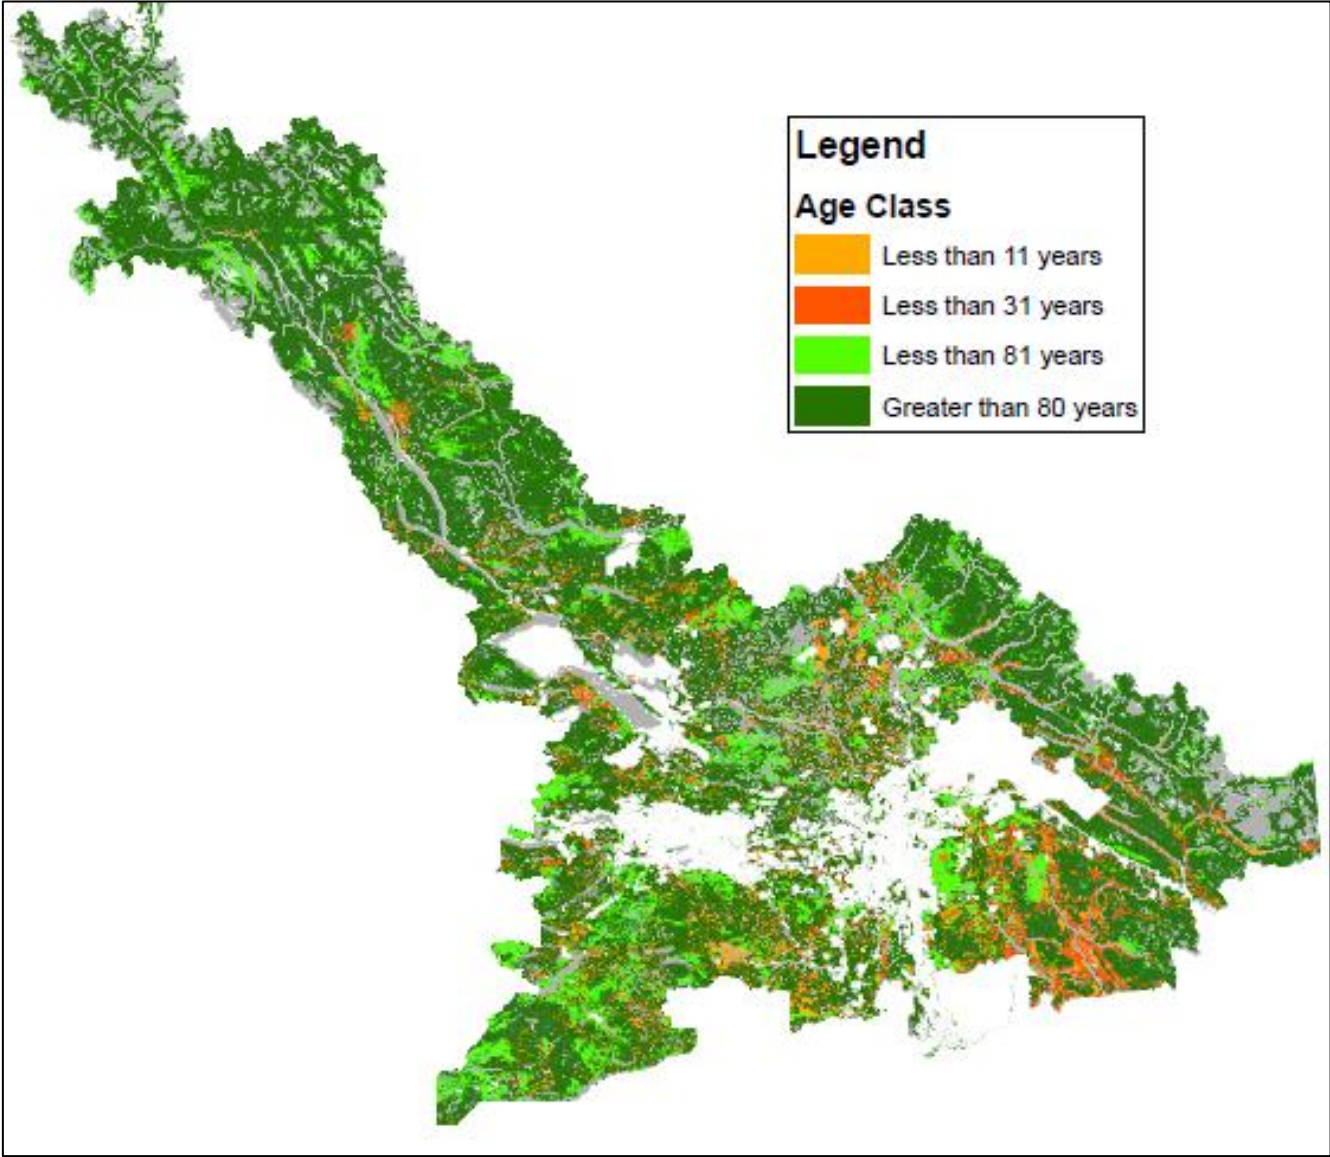 Legend
Age Class
Less than 11 years
Less than 31 years
Less than 81 years
Greater than 80 years